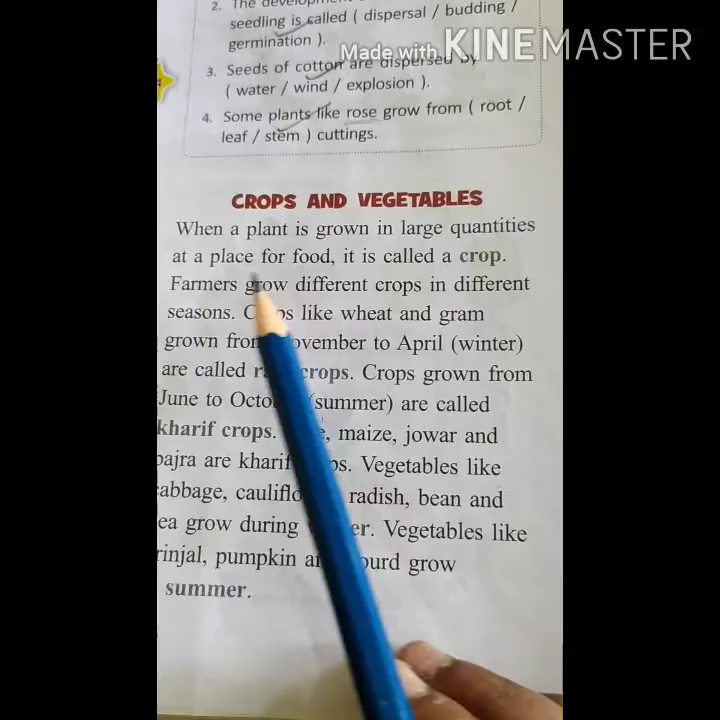 2. The
seedling is called ( dispersal / budding /
germination ).
Made with KINEMASTER
3. Seeds of cotton are dispersed by
( water / wind / explosion ).
4. Some plants like rose grow from ( root /
leaf / stem ) cuttings.
CROPS AND VEGETABLES
When a plant is grown in large quantities
at a place for food, it is called a crop.
Farmers grow different crops in different
seasons. like wheat and gram
grown to April (winter)
are called crops. Crops grown from
June to (summer) are called
kharif crops. maize, jowar and
bajra are kharif Vegetables like
cabbage, radish, bean and
grow during Vegetables like
pumpkin grow
summer.